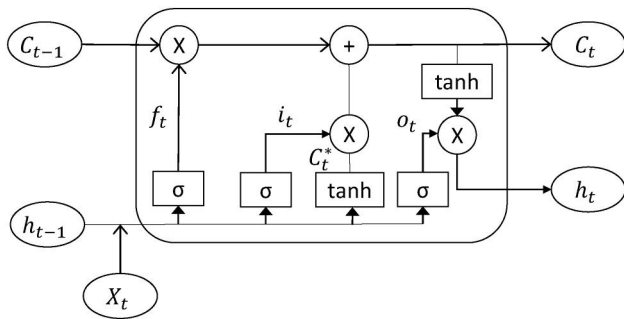 C_{t-1} X + C_t
tanh
f_t i_t X o_t X
C_t^*
σ σ tanh σ h_t
h_{t-1}
X_t